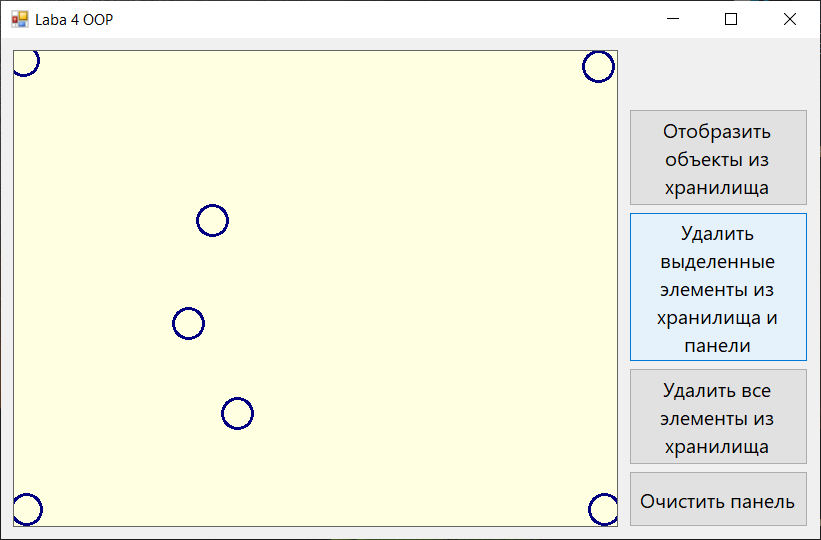 Laba 4 OOP
Отобразить
объекты из
хранилища
Удалить
выделенные
элементы из
хранилища и
панели
Удалить все
элементы из
хранилища
Очистить панель